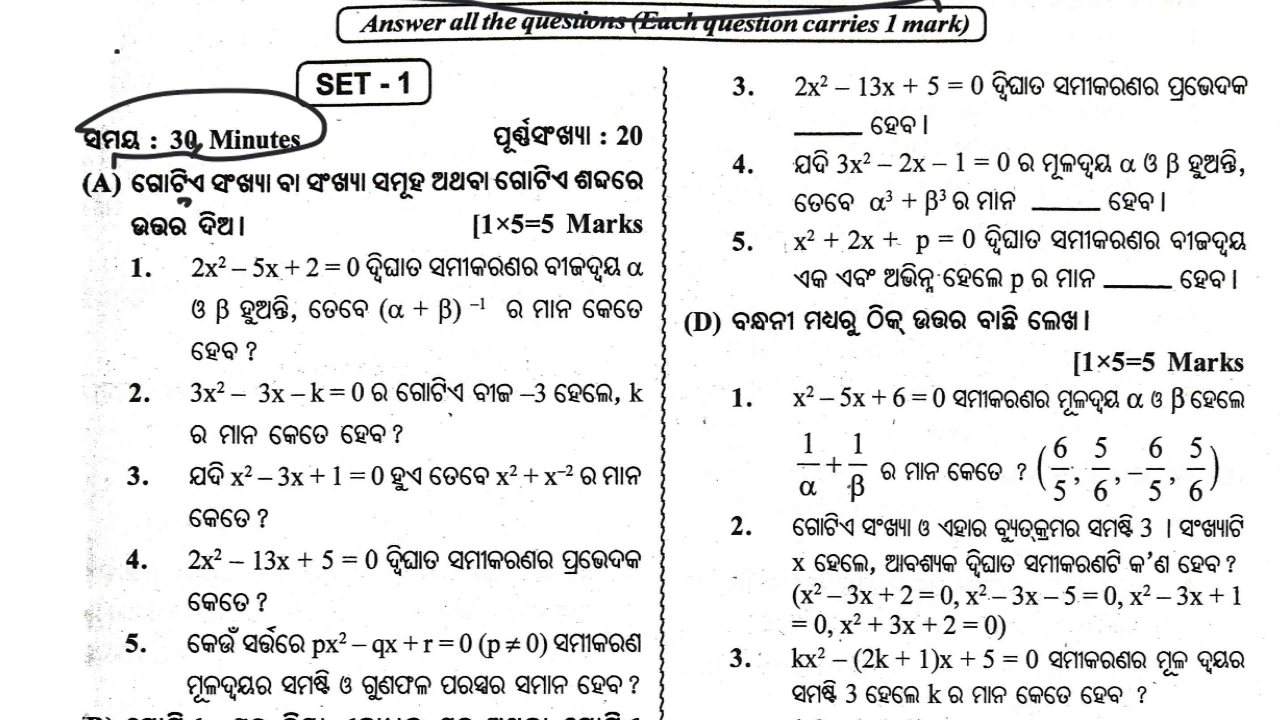 Answer all the questions (Each question carries 1 mark)
SET - 1
ସମୟ : 30 Minutes ପୂର୍ଣ୍ଣସଂଖ୍ୟା : 20
(A) ଗୋଟିଏ ସଂଖ୍ୟା ବା ସଂଖ୍ୟା ସମୂହ ଅଥବା ଗୋଟିଏ ଶବ୍ଦରେ
ଉତ୍ତର ଦିଅ। [1×5=5 Marks
1. 2x² – 5x + 2 = 0 ଦ୍ୱିଘାତ ସମୀକରଣର ବୀଜଦ୍ୱୟ α
ଓ β ହୁଅନ୍ତି, ତେବେ (α + β) ⁻¹ ର ମାନ କେତେ
ହେବ ?
2. 3x² – 3x – k = 0 ର ଗୋଟିଏ ବୀଜ –3 ହେଲେ, k
ର ମାନ କେତେ ହେବ ?
3. ଯଦି x² – 3x + 1 = 0 ହୁଏ ତେବେ x² + x⁻² ର ମାନ
କେତେ ?
4. 2x² – 13x + 5 = 0 ଦ୍ୱିଘାତ ସମୀକରଣର ପ୍ରଭେଦକ
କେତେ ?
5. କେଉଁ ସର୍ତ୍ତରେ px² – qx + r = 0 (p ≠ 0) ସମୀକରଣ
ମୂଳଦ୍ୱୟର ସମଷ୍ଟି ଓ ଗୁଣଫଳ ପରସ୍ପର ସମାନ ହେବ ?
3. 2x² – 13x + 5 = 0 ଦ୍ୱିଘାତ ସମୀକରଣର ପ୍ରଭେଦକ
_____ ହେବ।
4. ଯଦି 3x² – 2x – 1 = 0 ର ମୂଳଦ୍ୱୟ α ଓ β ହୁଅନ୍ତି,
ତେବେ α³ + β³ ର ମାନ _____ ହେବ।
5. x² + 2x + p = 0 ଦ୍ୱିଘାତ ସମୀକରଣର ବୀଜଦ୍ୱୟ
ଏକ ଏବଂ ଅଭିନ୍ନ ହେଲେ p ର ମାନ _____ ହେବ।
(D) ବନ୍ଧନୀ ମଧ୍ୟରୁ ଠିକ୍ ଉତ୍ତର ବାଛି ଲେଖ।
[1×5=5 Marks
1. x² – 5x + 6 = 0 ସମୀକରଣର ମୂଳଦ୍ୱୟ α ଓ β ହେଲେ
1/α + 1/β ର ମାନ କେତେ ? (6/5, 5/6, –6/5, 5/6)
2. ଗୋଟିଏ ସଂଖ୍ୟା ଓ ଏହାର ବ୍ୟୁତ୍‌କ୍ରମର ସମଷ୍ଟି 3 । ସଂଖ୍ୟାଟି
x ହେଲେ, ଆବଶ୍ୟକ ଦ୍ୱିଘାତ ସମୀକରଣଟି କ'ଣ ହେବ ?
(x² – 3x + 2 = 0, x² – 3x – 5 = 0, x² – 3x + 1
= 0, x² + 3x + 2 = 0)
3. kx² – (2k + 1)x + 5 = 0 ସମୀକରଣର ମୂଳ ଦ୍ୱୟର
ସମଷ୍ଟି 3 ହେଲେ k ର ମାନ କେତେ ହେବ ?